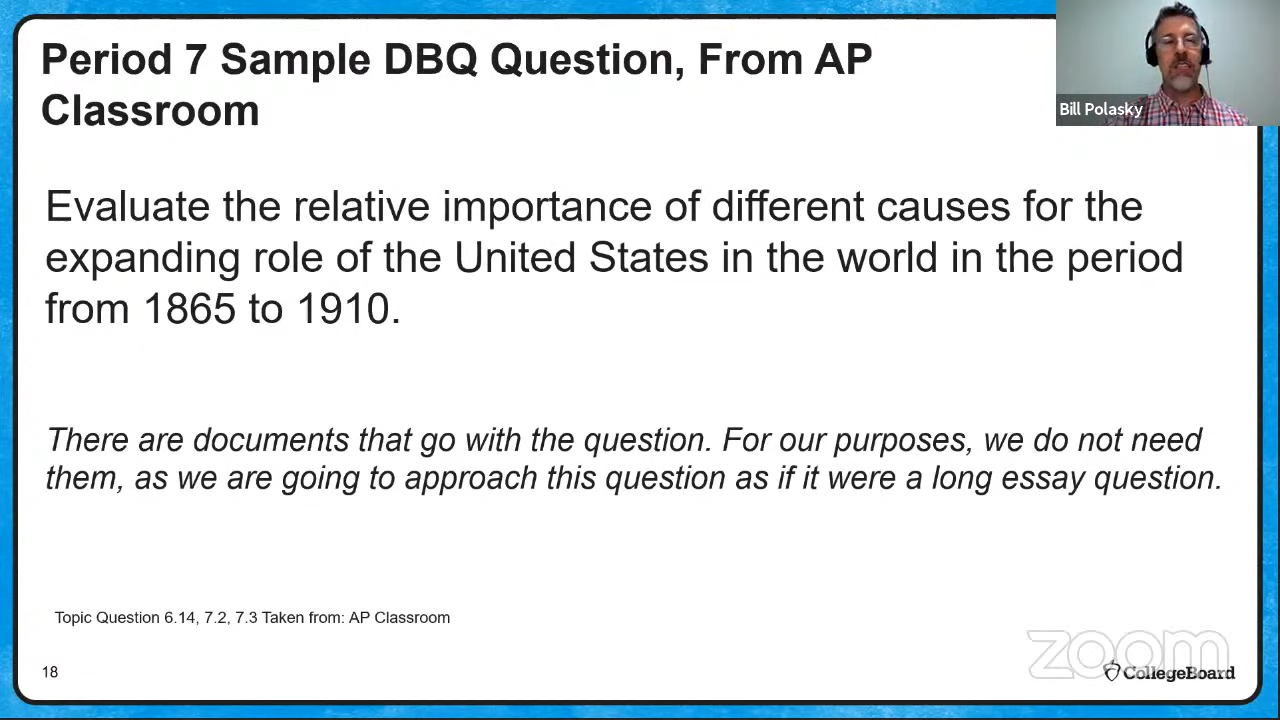 Period 7 Sample DBQ Question, From AP
Classroom
Bill Polasky
Evaluate the relative importance of different causes for the
expanding role of the United States in the world in the period
from 1865 to 1910.
There are documents that go with the question. For our purposes, we do not need
them, as we are going to approach this question as if it were a long essay question.
Topic Question 6.14, 7.2, 7.3 Taken from: AP Classroom
zoom
18
CollegeBoard